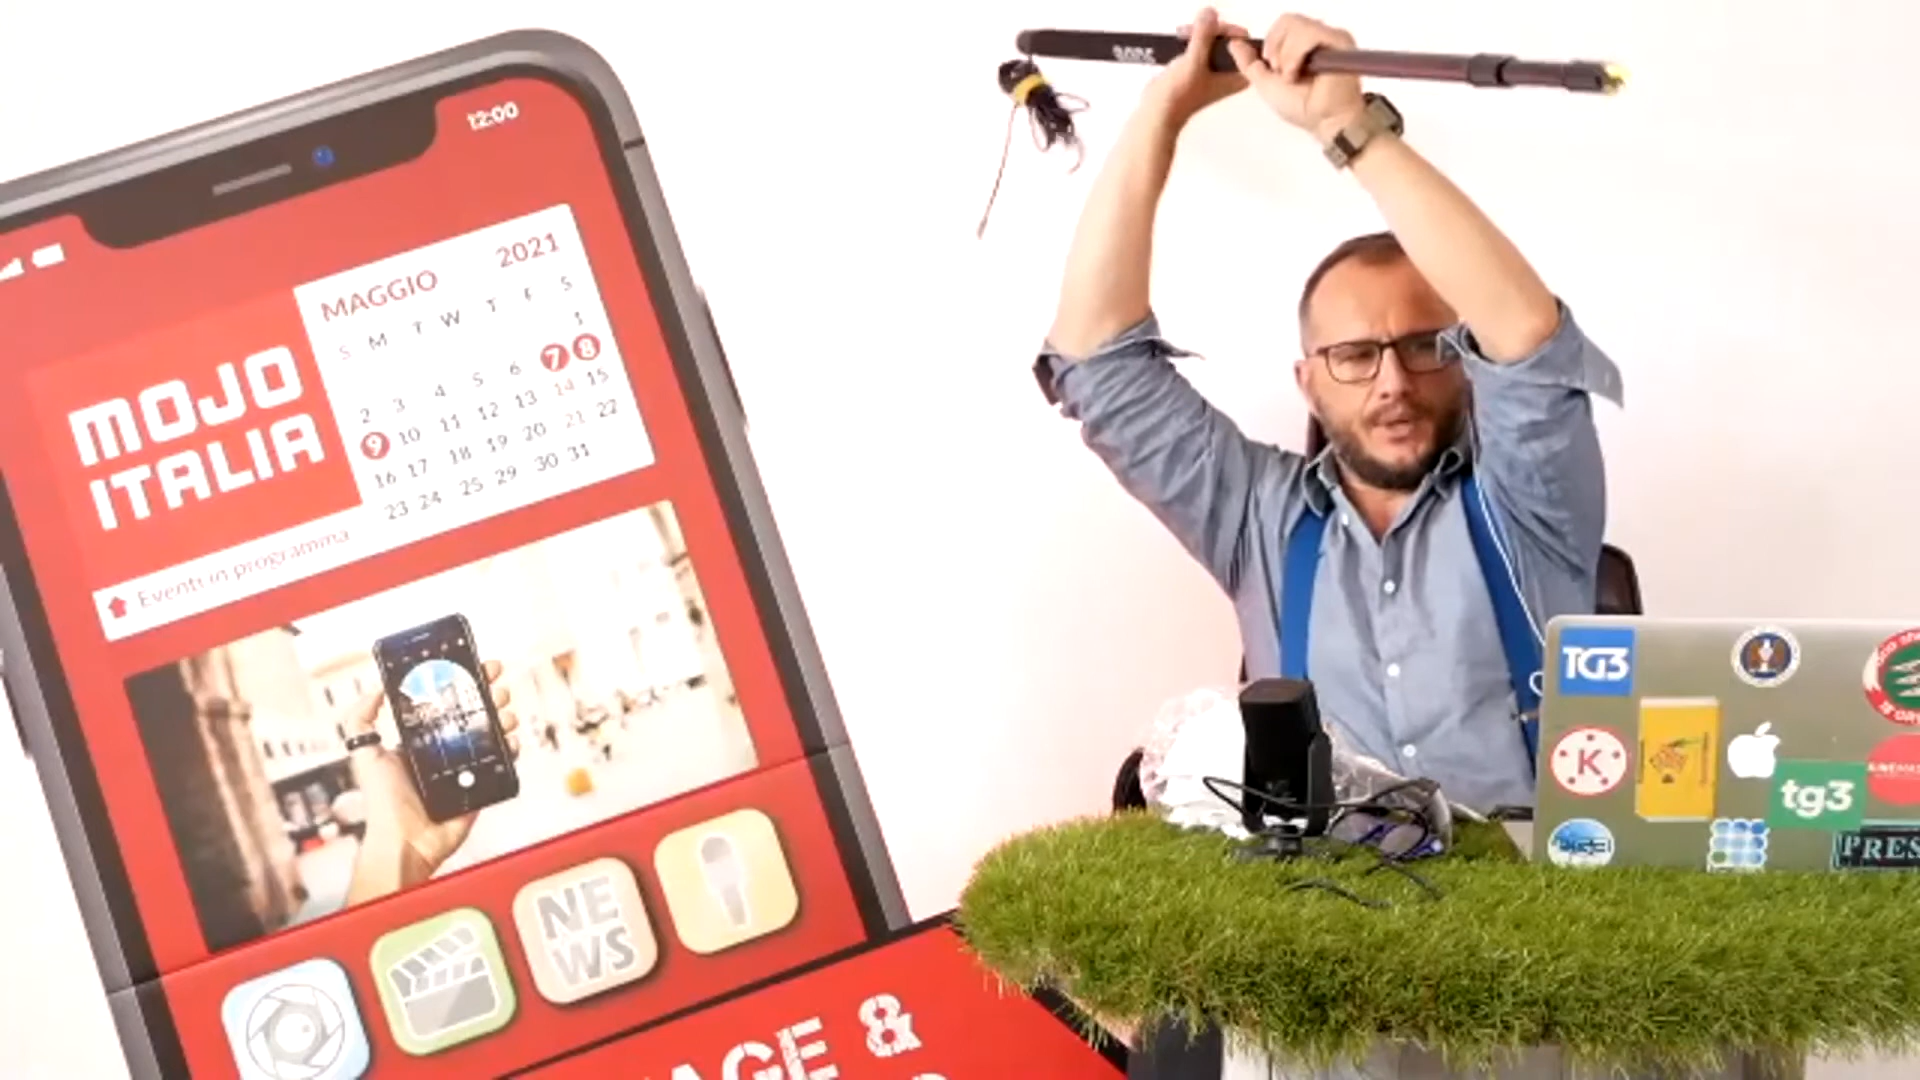 12:00
MAGGIO 2021
S M T W T F S
1
2 3 4 5 6 7 8
9 10 11 12 13 14 15
16 17 18 19 20 21 22
23 24 25 29 30 31
MOJO
ITALIA
Eventi in programma
NE
WS
AGE &
RODE
TG3
K
tg3
PRES